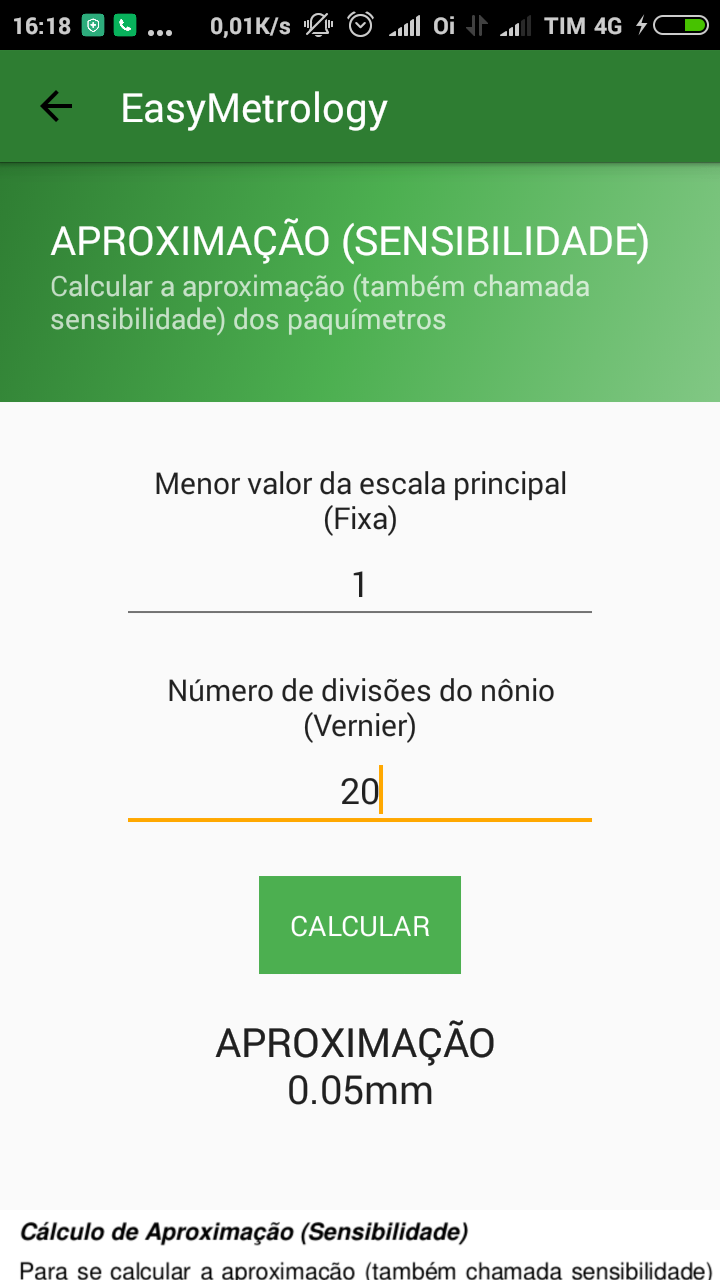 16:18 ... 0,01K/s Oi TIM 4G
EasyMetrology
APROXIMAÇÃO (SENSIBILIDADE)
Calcular a aproximação (também chamada
sensibilidade) dos paquímetros
Menor valor da escala principal
(Fixa)
1
Número de divisões do nônio
(Vernier)
20
CALCULAR
APROXIMAÇÃO
0.05mm
Cálculo de Aproximação (Sensibilidade)
Para se calcular a aproximação (também chamada sensibilidade)